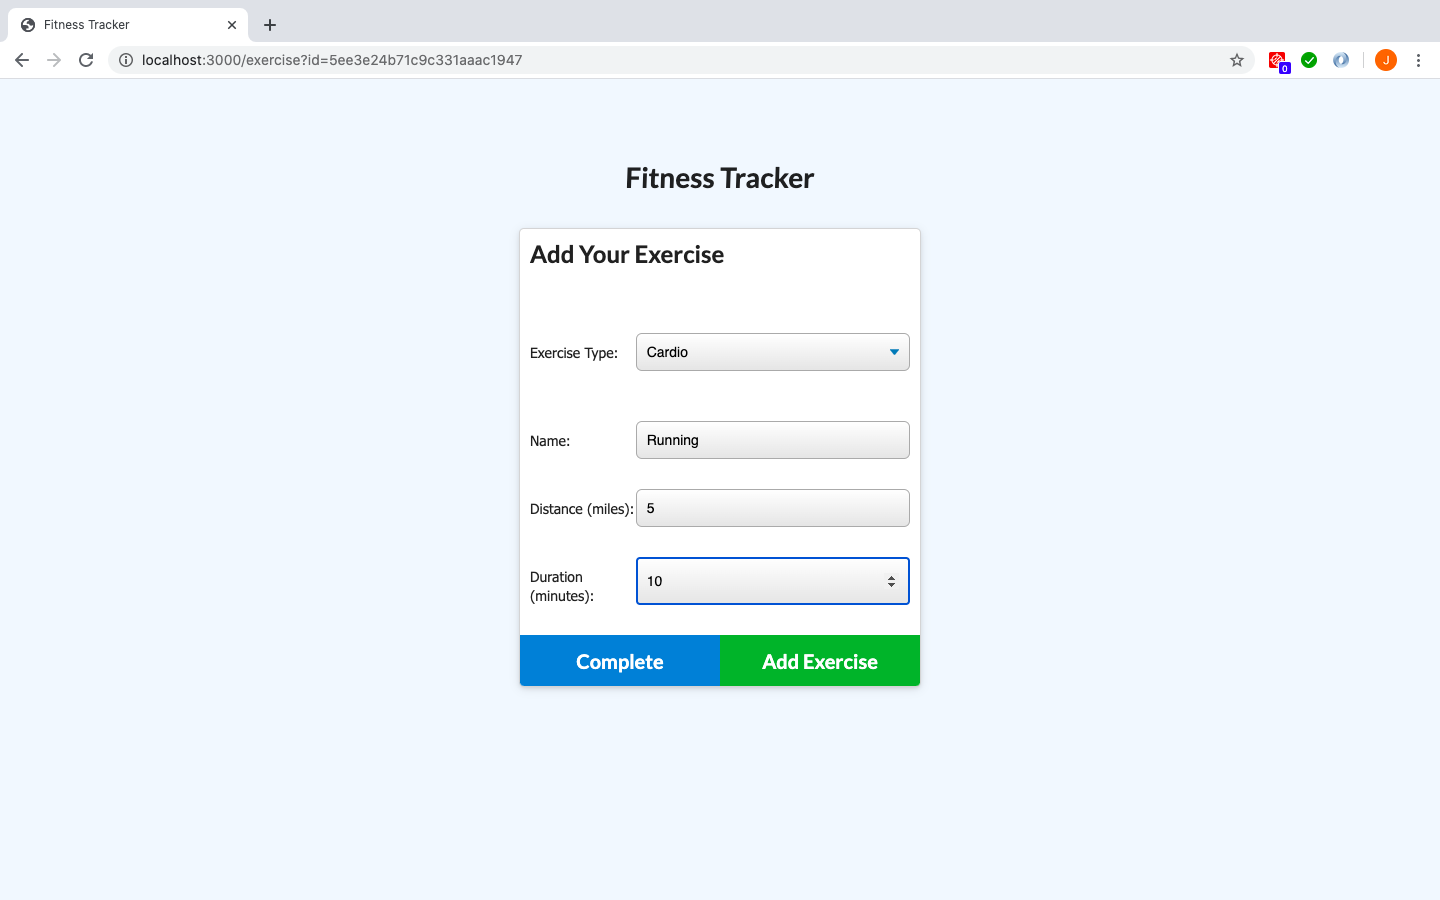 Fitness Tracker
localhost:3000/exercise?id=5ee3e24b71c9c331aaac1947
0
J
Fitness Tracker
Add Your Exercise
Exercise Type: Cardio
Name: Running
Distance (miles): 5
Duration
(minutes): 10
Complete Add Exercise